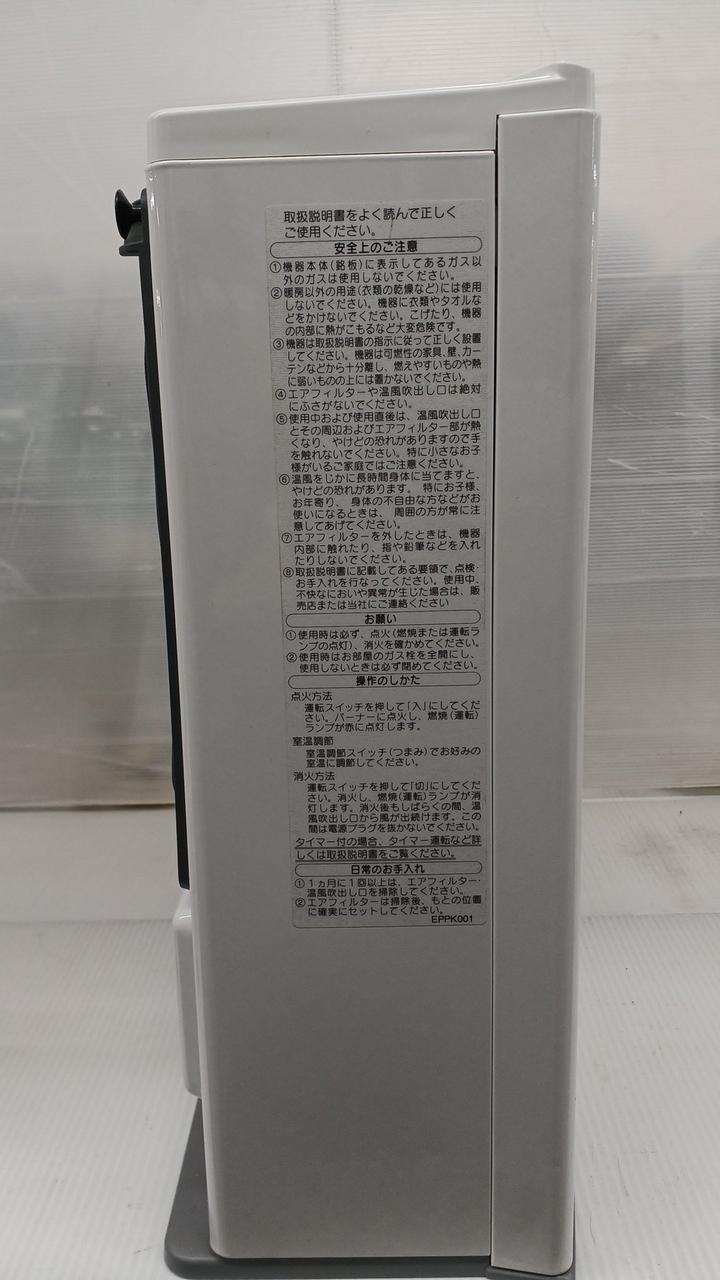 取扱説明書をよく読んで正しく
ご使用ください。
安全上のご注意
①機器本体(銘板)に表示してあるガス以
外のガスは使用しないでください。
②暖房以外の用途(衣類の乾燥など)には使用
しないでください。機器に衣類やタオルな
どをかけないでください。こげたり、機器
の内部に熱がこもるなど大変危険です。
③機器は取扱説明書の指示に従って正しく設置
してください。機器は可燃性の家具、壁、カー
テンなどから十分離し、燃えやすいものや熱
に弱いものの上には置かないでください。
④エアフィルターや温風吹出し口は絶対
にふさがないでください。
⑤使用中および使用直後は、温風吹出し口
とその周辺およびエアフィルター部が熱
くなり、やけどの恐れがありますので手
を触れないでください。特に小さなお子
様がいるご家庭ではご注意ください。
⑥温風をじかに長時間身体に当てますと、
やけどの恐れがあります。特にお子様、
お年寄り、身体の不自由な方などがお
使いになるときは、周囲の方が常に注
意してあげてください。
⑦エアフィルターを外したときは、機器
内部に触れたり、指や鉛筆などを入れ
たりしないでください。
⑧取扱説明書に記載してある要領で、点検・
お手入れを行なってください。使用中、
不快なにおいや異常が生じた場合は、販
売店または当社にご連絡ください
お願い
①使用時は必ず、点火(燃焼または運転ラ
ンプの点灯)、消火を確かめてください。
②使用時はお部屋のガス栓を全開にし、
使用しないときは必ず閉めてください。
操作のしかた
点火方法
運転スイッチを押して「入」にしてくだ
さい。バーナーに点火し、燃焼(運転)
ランプが赤に点灯します。
室温調節
室温調節スイッチ(つまみ)でお好みの
室温に調節してください。
消火方法
運転スイッチを押して「切」にしてくだ
さい。消火し、燃焼(運転)ランプが消
灯します。消火後もしばらくの間、温
風吹出し口から風が出続けます。この
間は電源プラグを抜かないでください。
タイマー付の場合、タイマー運転など詳
しくは取扱説明書をご覧ください。
日常のお手入れ
①1ヵ月に1回以上は、エアフィルター・
温風吹出し口を掃除してください。
②エアフィルターは掃除後、もとの位置
に確実にセットしてください。
EPPK001